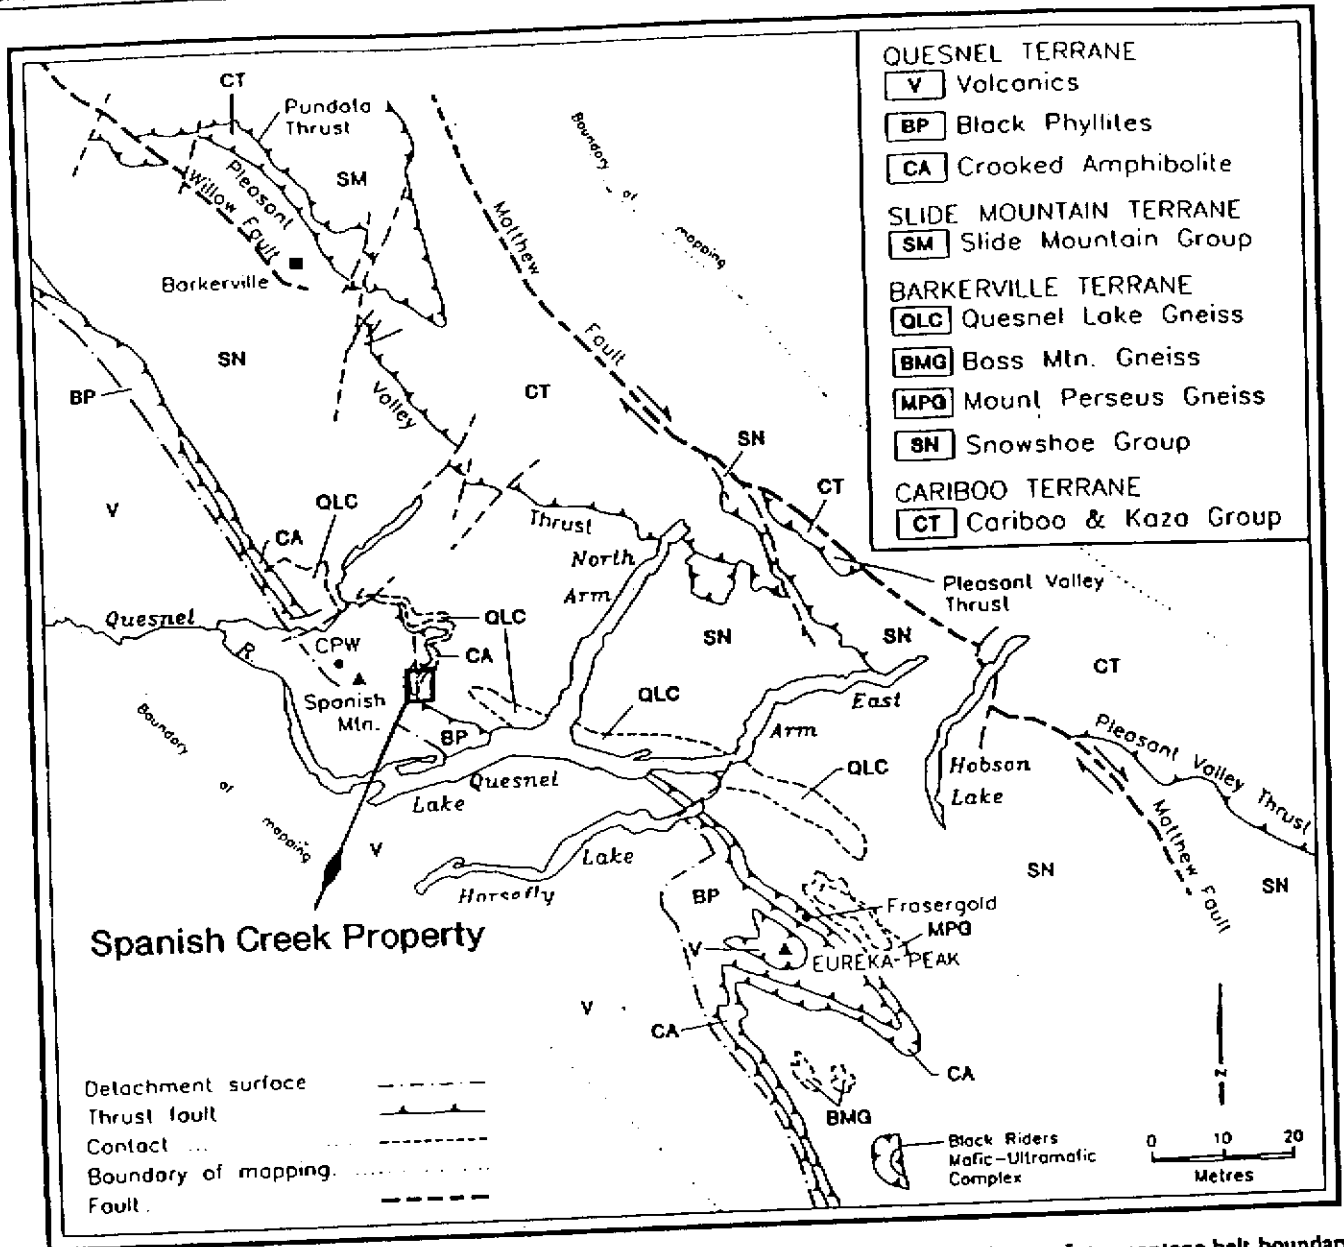 CT
Pundata
Thrust
SM
Pleasant
Willow Fault
Barkerville
Boundary
of
mapping
Matthew
Fault
QUESNEL TERRANE
V Volcanics
BP Black Phyllites
CA Crooked Amphibolite
SLIDE MOUNTAIN TERRANE
SM Slide Mountain Group
BARKERVILLE TERRANE
QLC Quesnel Lake Gneiss
BMG Boss Mtn. Gneiss
MPG Mount Perseus Gneiss
SN Snowshoe Group
CARIBOO TERRANE
CT Cariboo & Kaza Group
SN
BP
Valley
CT
SN
CT
V
QLC
CA
Thrust
North
Arm
Pleasant Valley
Thrust
Quesnel
R.
CPW
QLC
CA
SN
SN
CT
Spanish
Mtn.
QLC
East
Arm
BP
Boundary
of
mapping
Quesnel
Lake
QLC
Hobson
Lake
Pleasant Valley Thrust
Matthew Fault
V
Lake
Horsefly
SN
SN
BP
Frasergold
MPG
V
EUREKA PEAK
Spanish Creek Property
V
CA
CA
BMG
N
Detachment surface
Thrust fault
Contact ...
Boundary of mapping.
Fault.
Black Riders
Mafic-Ultramafic
Complex
0 10 20
Metres
belt boundar